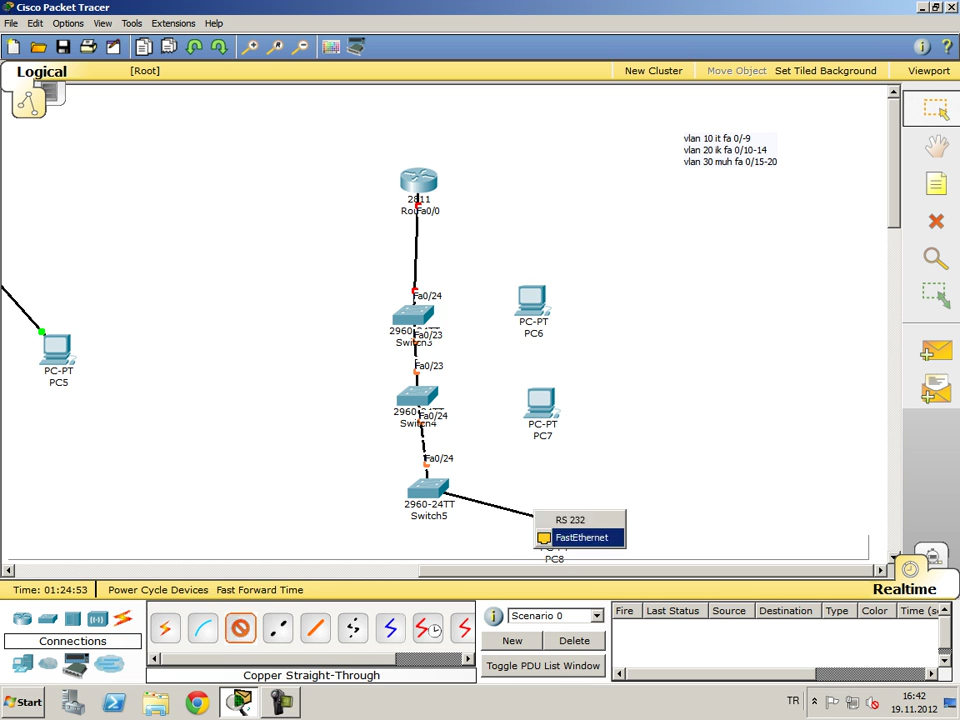 Cisco Packet Tracer
File Edit Options View Tools Extensions Help
Logical [Root] New Cluster Move Object Set Tiled Background Viewport
vlan 10 it fa 0/-9
vlan 20 ik fa 0/10-14
vlan 30 muh fa 0/15-20
2811
Fa0/0
Fa0/24
Switch3
Fa0/23
Fa0/23
Switch4
Fa0/24
Fa0/24
2960-24TT
Switch5
PC-PT
PC5
PC-PT
PC6
PC-PT
PC7
RS 232
FastEthernet
PC8
Time: 01:24:53 Power Cycle Devices Fast Forward Time Realtime
Connections
Copper Straight-Through
Scenario 0
New Delete
Toggle PDU List Window
Fire Last Status Source Destination Type Color Time (se
Start TR 16:42
19.11.2012